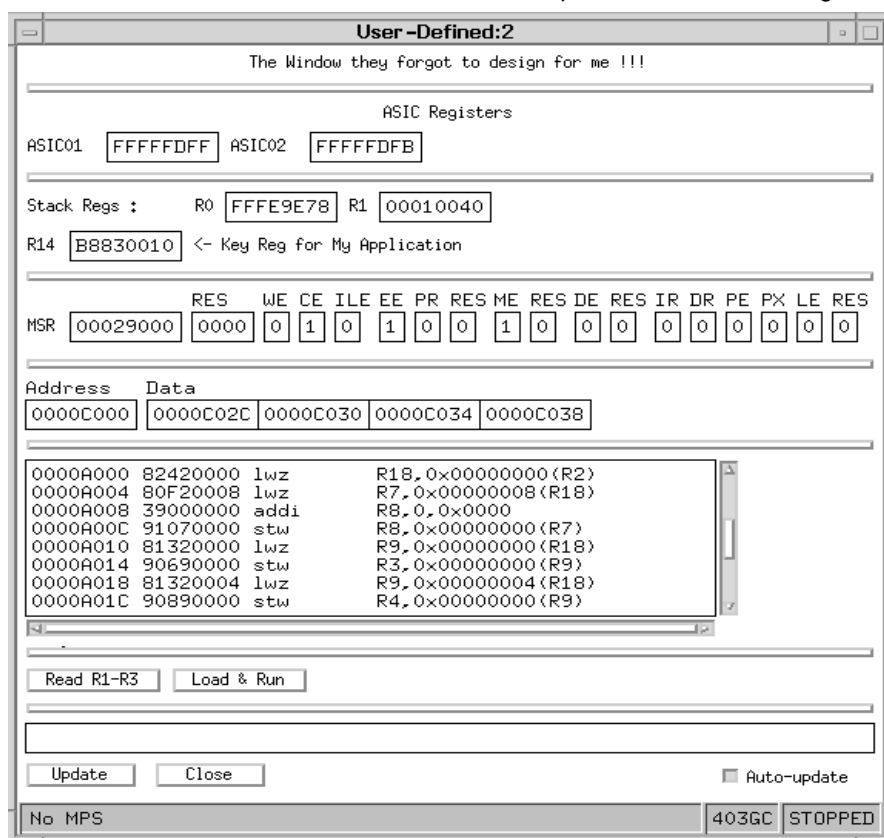 User-Defined:2
The Window they forgot to design for me !!!
ASIC Registers
ASIC01 FFFFFDFF ASIC02 FFFFFDFB
Stack Regs : R0 FFFE9E78 R1 00010040
R14 B8830010 <- Key Reg for My Application
RES WE CE ILE EE PR RES ME RES DE RES IR DR PE PX LE RES
MSR 00029000 0000 0 1 0 1 0 0 1 0 0 0 0 0 0 0 0 0
Address Data
0000C000 0000C02C 0000C030 0000C034 0000C038
0000A000 82420000 lwz R18,0x00000000(R2)
0000A004 80F20008 lwz R7,0x00000008(R18)
0000A008 39000000 addi R8,0,0x0000
0000A00C 91070000 stw R8,0x00000000(R7)
0000A010 81320000 lwz R9,0x00000000(R18)
0000A014 90690000 stw R3,0x00000000(R9)
0000A018 81320004 lwz R9,0x00000004(R18)
0000A01C 90890000 stw R4,0x00000000(R9)
Read R1-R3 Load & Run
Update Close Auto-update
No MPS 403GC STOPPED